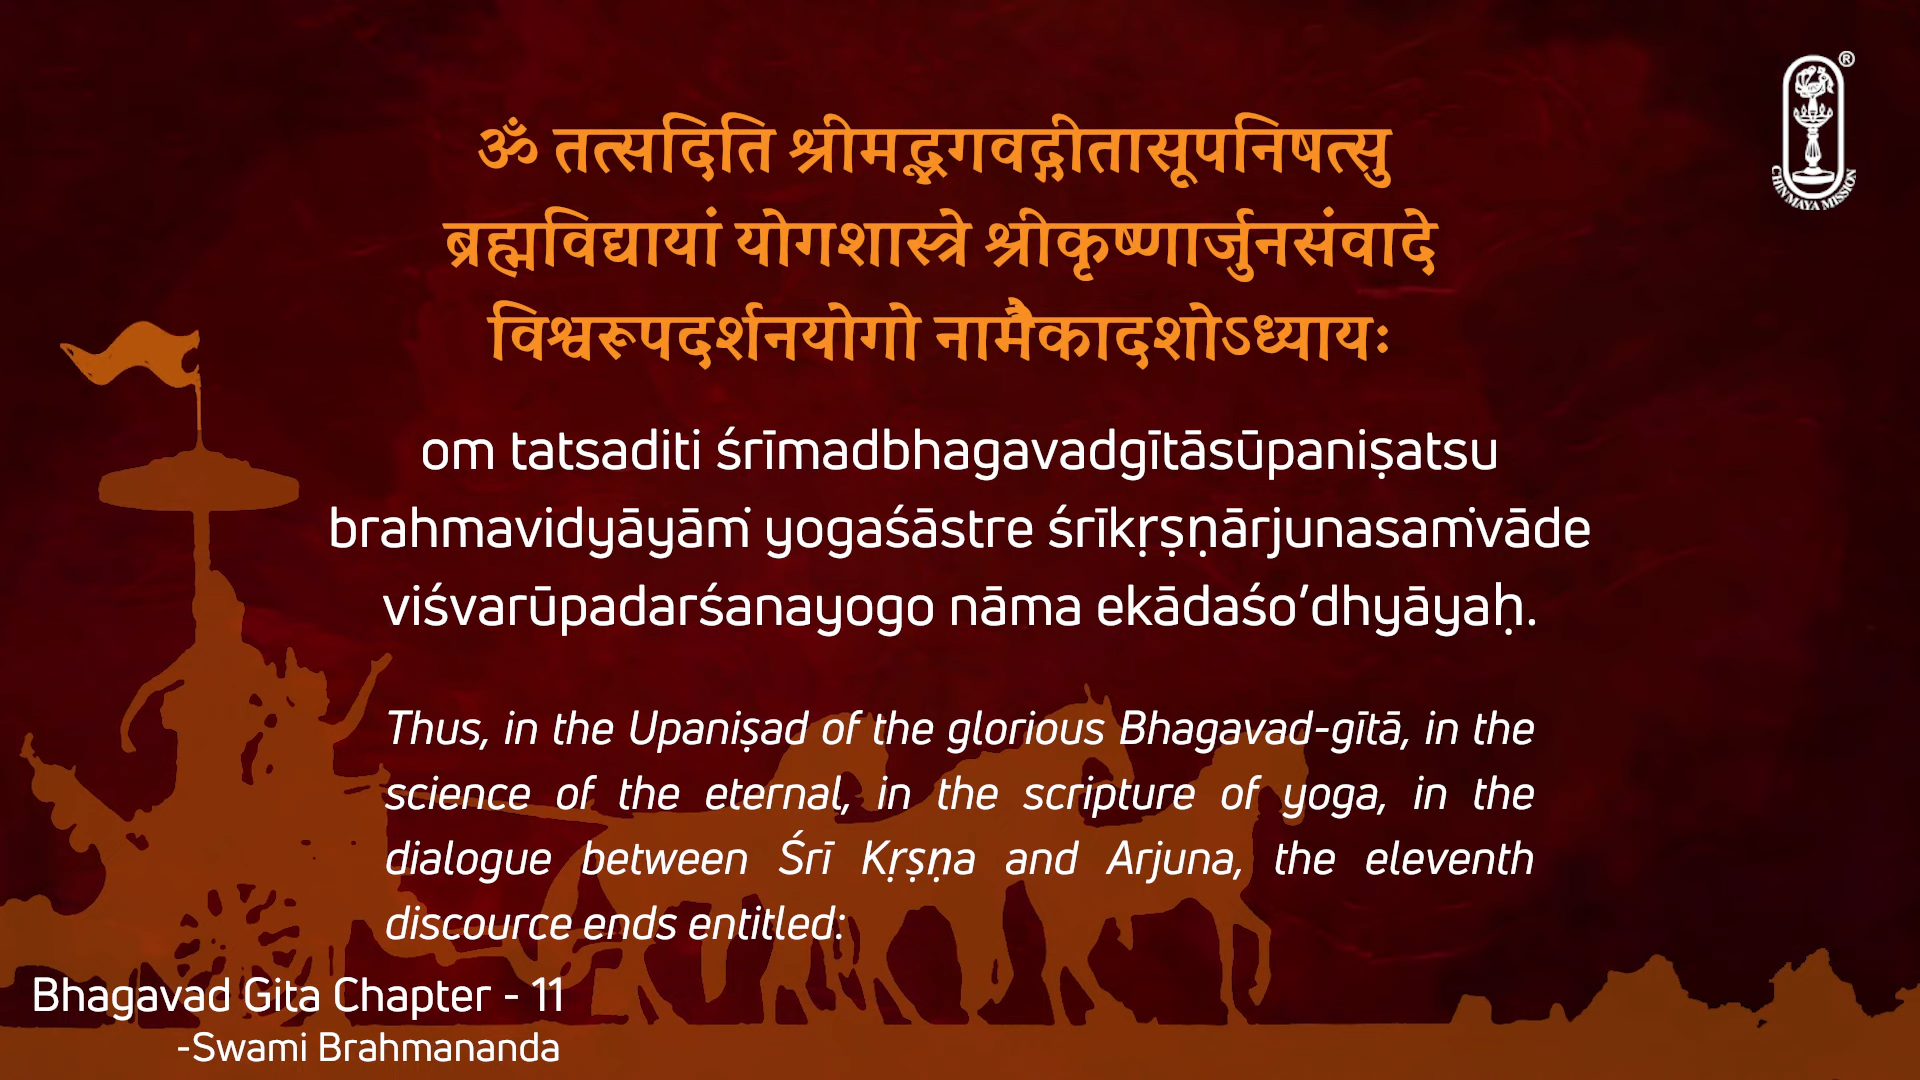 ॐ तत्सदिति श्रीमद्भगवद्गीतासूपनिषत्सु
ब्रह्मविद्यायां योगशास्त्रे श्रीकृष्णार्जुनसंवादे
विश्वरूपदर्शनयोगो नामैकादशोऽध्यायः
om tatsaditi śrīmadbhagavadgītāsūpaniṣatsu
brahmavidyāyāṁ yogaśāstre śrīkṛṣṇārjunasaṁvāde
viśvarūpadarśanayogo nāma ekādaśo’dhyāyaḥ.
Thus, in the Upaniṣad of the glorious Bhagavad-gītā, in the
science of the eternal, in the scripture of yoga, in the
dialogue between Śrī Kṛṣṇa and Arjuna, the eleventh
discource ends entitled:
Bhagavad Gita Chapter - 11
-Swami Brahmananda
®
CHINMAYA MISSION